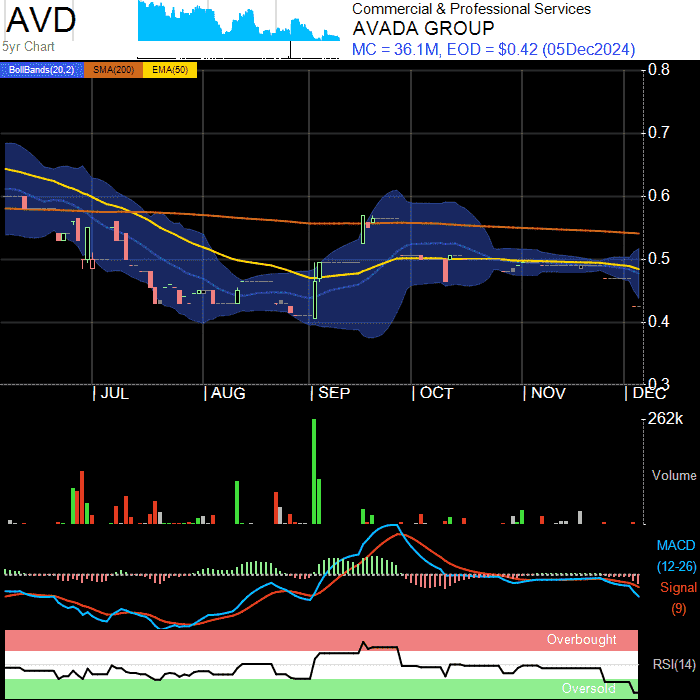 AVD
5yr Chart
Commercial & Professional Services
AVADA GROUP
MC = 36.1M, EOD = $0.42 (05Dec2024)
BollBands(20,2) SMA(200) EMA(50)
0.8
0.7
0.6
0.5
0.4
0.3
JUL AUG SEP OCT NOV DEC
262k
Volume
MACD
(12-26)
Signal
(9)
Overbought
RSI(14)
Oversold